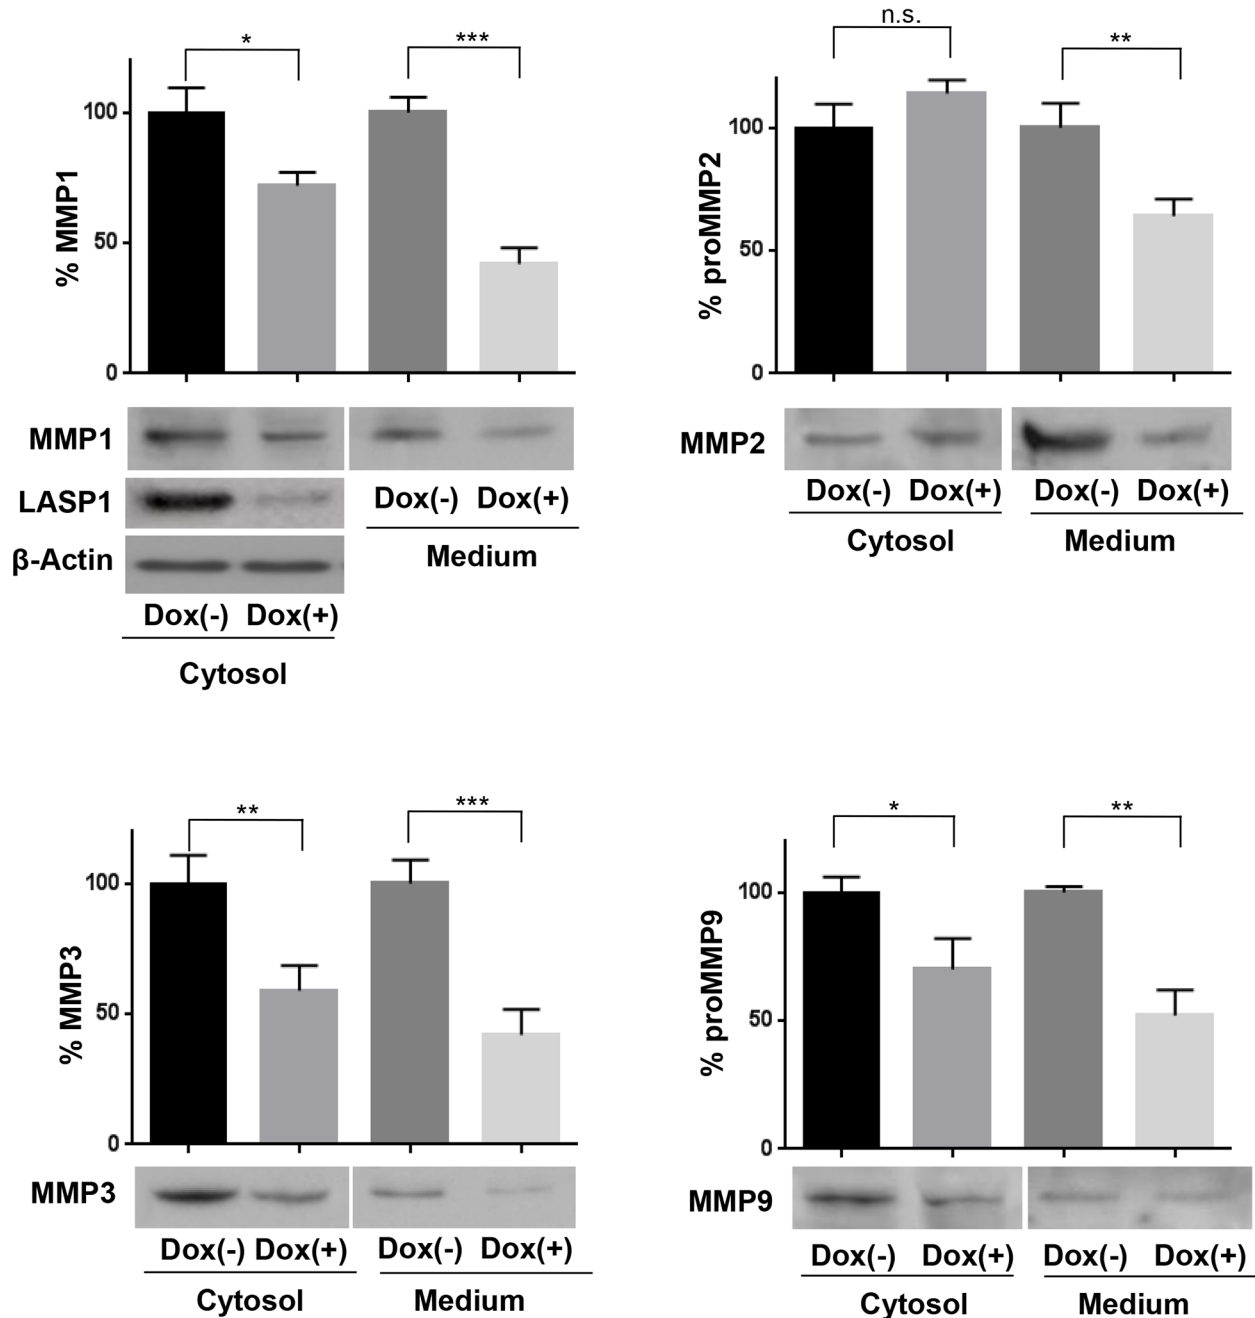 * ***
% MMP1
100
50
0
MMP1
LASP1
β-Actin
Dox(-) Dox(+)
Medium
Dox(-) Dox(+)
Cytosol
n.s. **
% proMMP2
100
50
0
MMP2
Dox(-) Dox(+) Dox(-) Dox(+)
Cytosol Medium
** ***
% MMP3
100
50
0
MMP3
Dox(-) Dox(+) Dox(-) Dox(+)
Cytosol Medium
* **
% proMMP9
100
50
0
MMP9
Dox(-) Dox(+) Dox(-) Dox(+)
Cytosol Medium